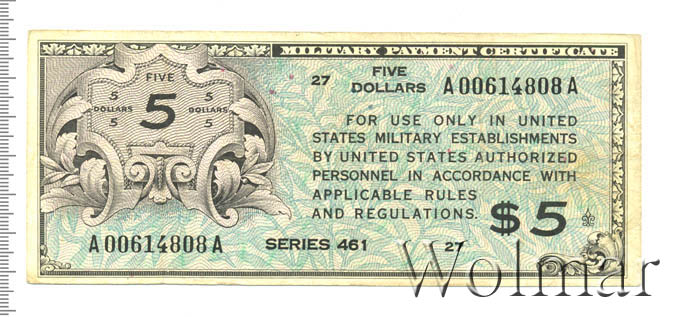 MILITARY PAYMENT CERTIFICATE
FIVE
5 5
DOLLARS 5 DOLLARS
5 5
27 FIVE DOLLARS A00614808A
FOR USE ONLY IN UNITED
STATES MILITARY ESTABLISHMENTS
BY UNITED STATES AUTHORIZED
PERSONNEL IN ACCORDANCE WITH
APPLICABLE RULES
AND REGULATIONS. $5
A00614808A SERIES 461 27
Wolmar